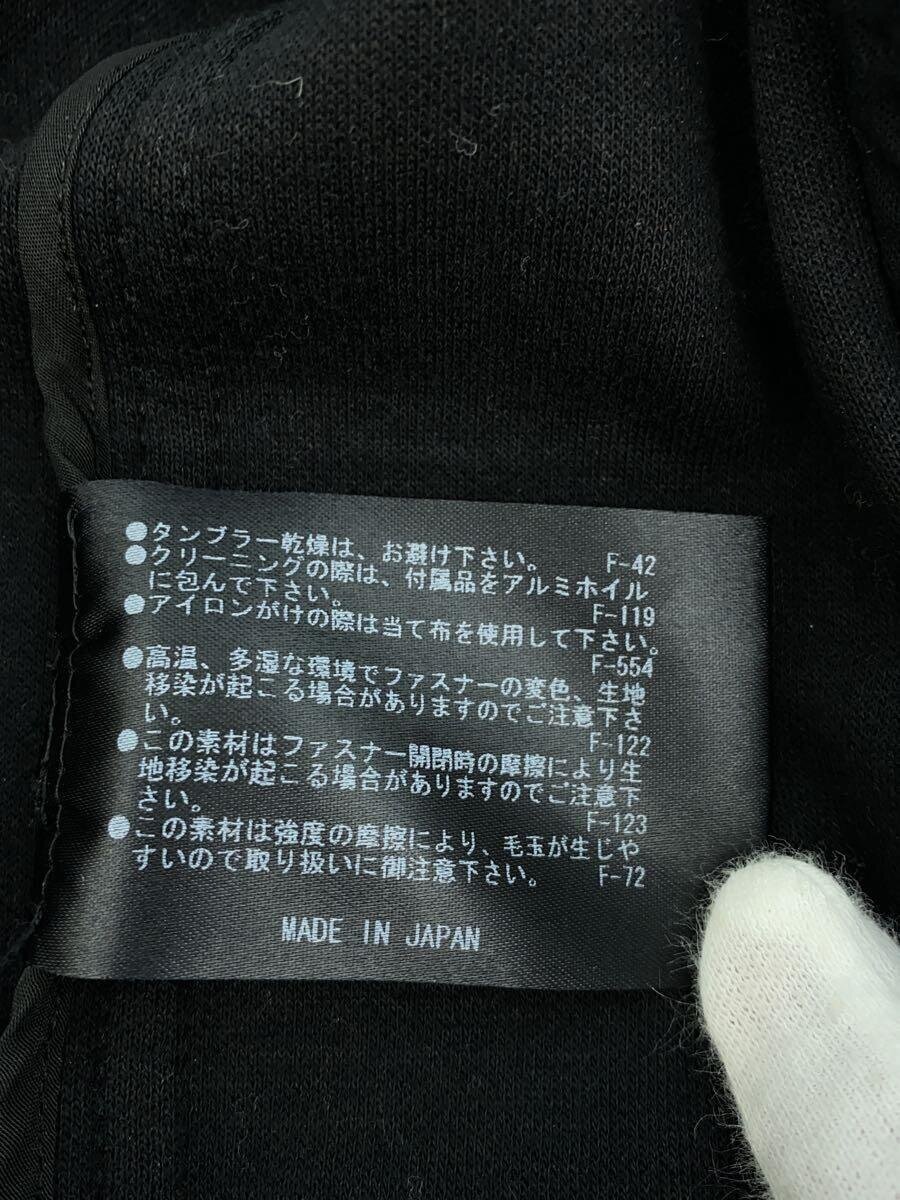 ●タンブラー乾燥は、お避け下さい。 F-42
●クリーニングの際は、付属品をアルミホイル
に包んで下さい。 F-119
●アイロンがけの際は当て布を使用して下さい。
F-554
●高温、多湿な環境でファスナーの変色、生地
移染が起こる場合がありますのでご注意下さ
い。 F-122
●この素材はファスナー開閉時の摩擦により生
地移染が起こる場合がありますのでご注意下
さい。 F-123
●この素材は強度の摩擦により、毛玉が生じや
すいので取り扱いに御注意下さい。 F-72
MADE IN JAPAN